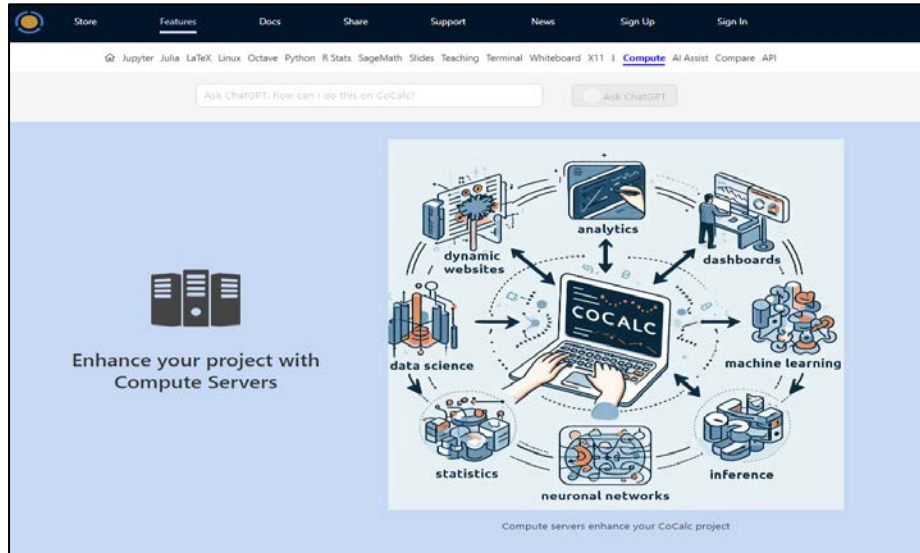 Store Features Docs Share Support News Sign Up Sign In
Jupyter Julia LaTeX Linux Octave Python R Stats SageMath Slides Teaching Terminal Whiteboard X11 Compute AI Assist Compare API
Ask ChatGPT: how can I do this on CoCalc?
Ask ChatGPT
analytics
dynamic
websites
dashboards
COCALC
data science
machine learning
Enhance your project with
Compute Servers
statistics
inference
neuronal networks
Compute servers enhance your CoCalc project